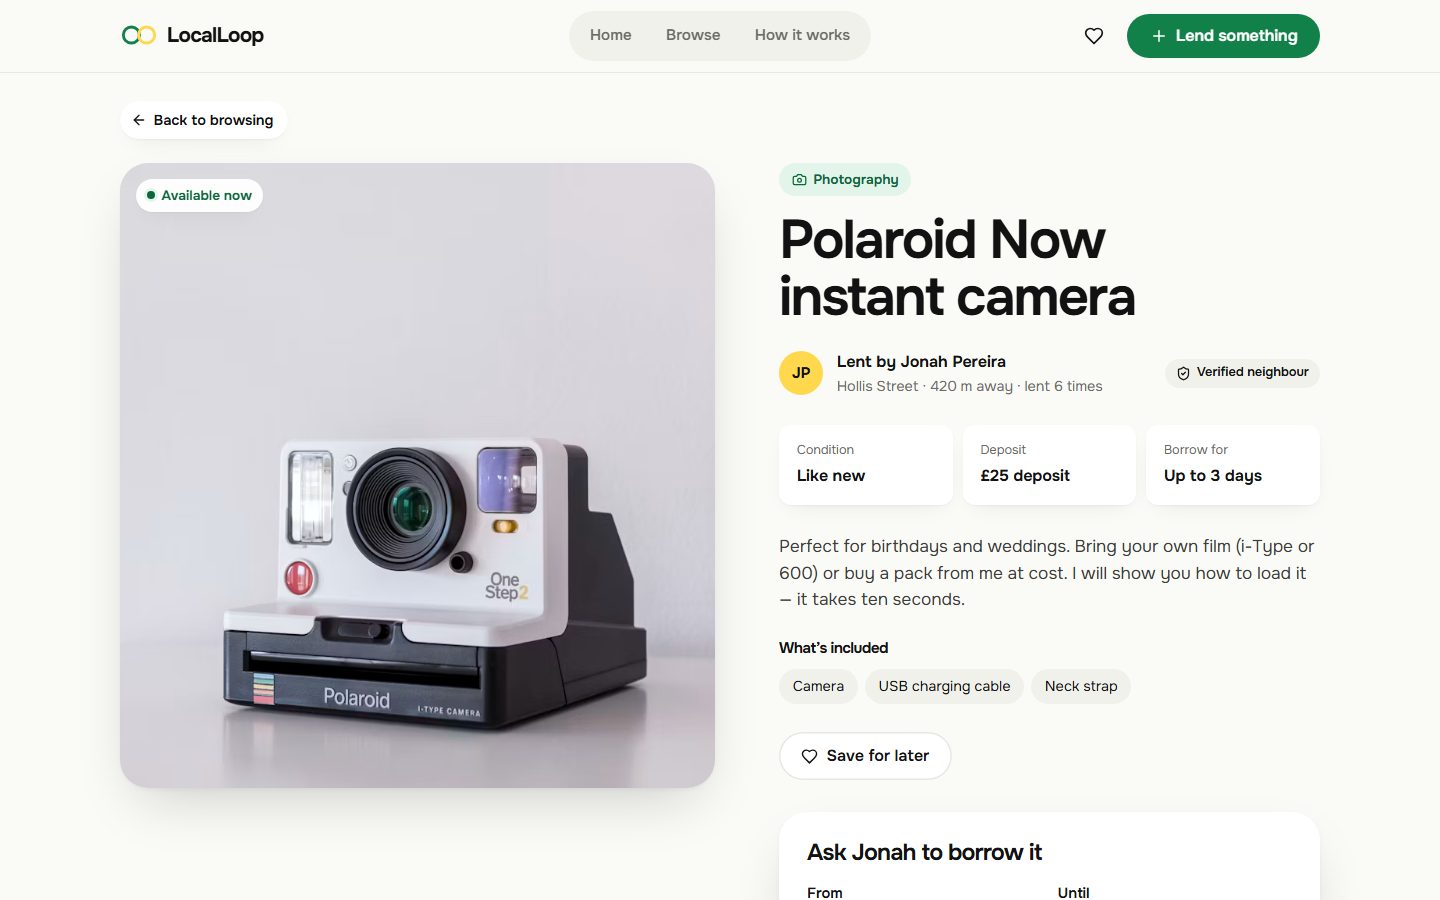 LocalLoop
Home
Browse
How it works
Lend something
Back to browsing
Available now
One
Step2
Polaroid
I-TYPE CAMERA
Photography
Polaroid Now
instant camera
JP
Lent by Jonah Pereira
Hollis Street · 420 m away · lent 6 times
Verified neighbour
Condition
Like new
Deposit
£25 deposit
Borrow for
Up to 3 days
Perfect for birthdays and weddings. Bring your own film (i-Type or
600) or buy a pack from me at cost. I will show you how to load it
— it takes ten seconds.
What’s included
Camera
USB charging cable
Neck strap
Save for later
Ask Jonah to borrow it
From
Until